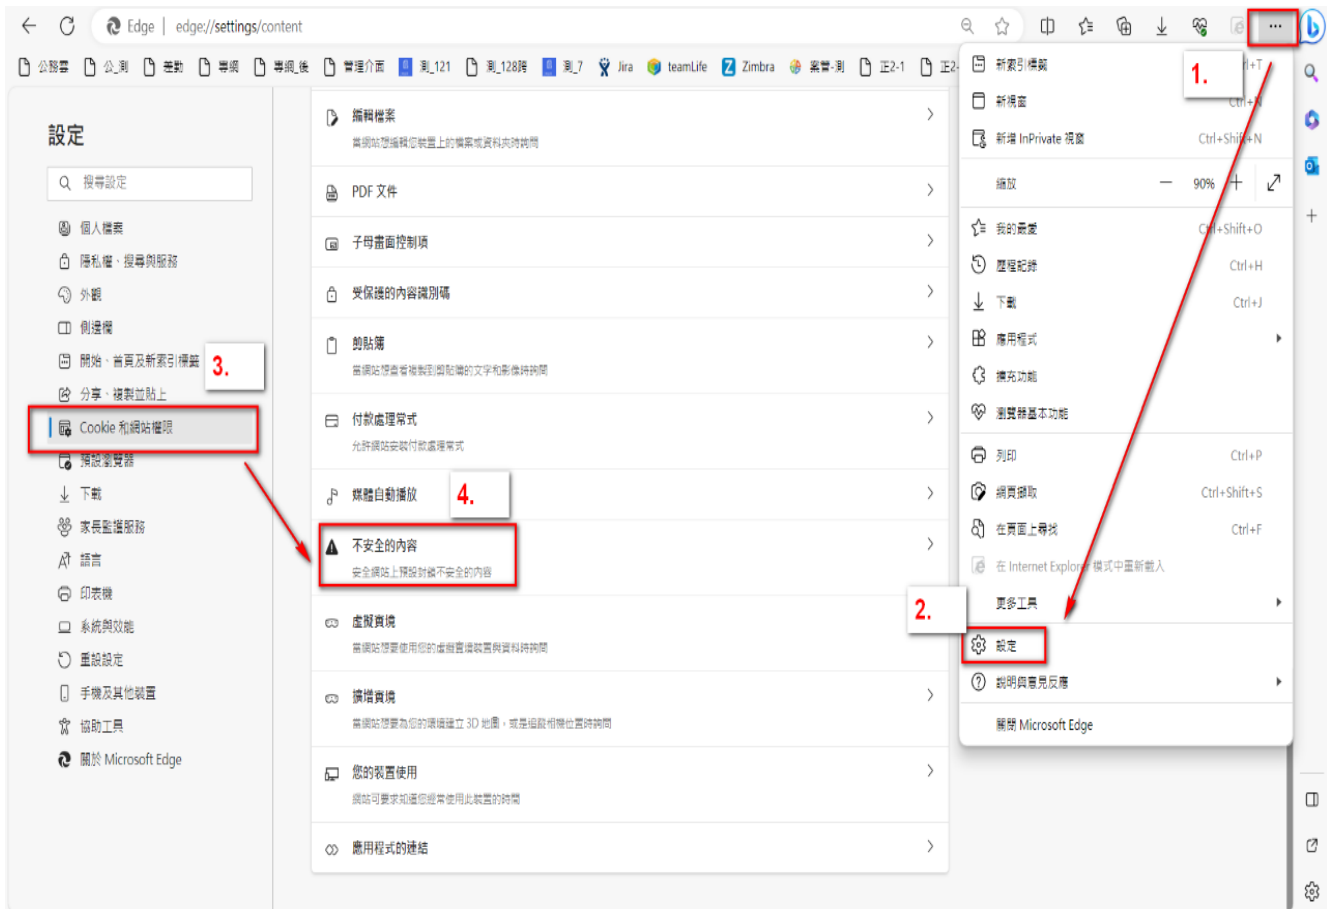 Edge | edge://settings/content
公務雲 公_測 差勤 專網 專網_後 管理介面 測_121 測_128跨 測_7 Jira teamLife Zimbra 案管-測 正2-1 正2-
1.
新索引標籤
新視窗 Ctrl+N
新增 InPrivate 視窗 Ctrl+Shift+N
縮放 90%
我的最愛 Ctrl+Shift+O
歷程記錄 Ctrl+H
下載 Ctrl+J
應用程式
擴充功能
瀏覽器基本功能
列印 Ctrl+P
網頁擷取 Ctrl+Shift+S
在頁面上尋找 Ctrl+F
在 Internet Explorer 模式中重新載入
更多工具
2.
設定
說明與意見反應
關閉 Microsoft Edge
設定
搜尋設定
個人檔案
隱私權、搜尋與服務
外觀
側邊欄
開始、首頁及新索引標籤
3.
分享、複製並貼上
Cookie 和網站權限
預設瀏覽器
下載
家長監護服務
語言
印表機
系統與效能
重設設定
手機及其他裝置
協助工具
關於 Microsoft Edge
編輯檔案
當網站想編輯您裝置上的檔案或資料夾時詢問
PDF 文件
子母畫面控制項
受保護的內容識別碼
剪貼簿
當網站想查看複製到剪貼簿的文字和影像時詢問
付款處理常式
允許網站安裝付款處理常式
媒體自動播放
4.
不安全的內容
安全網站上預設封鎖不安全的內容
虛擬實境
當網站想要使用您的虛擬實境裝置與資料時詢問
擴增實境
當網站想要為您的環境建立 3D 地圖，或是追蹤相機位置時詢問
您的裝置使用
網站可要求知道您經常使用此裝置的時間
應用程式的連結